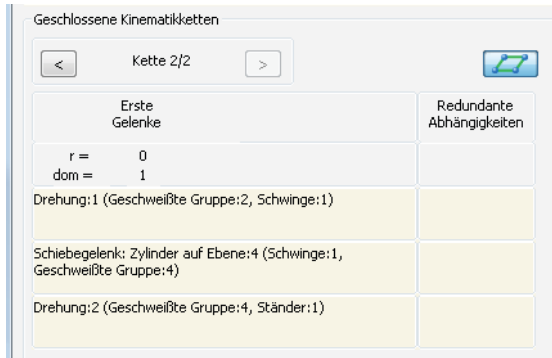 Geschlossene Kinematikketten
< Kette 2/2 >
Erste Gelenke
Redundante Abhängigkeiten
r = 0
dom = 1
Drehung:1 (Geschweißte Gruppe:2, Schwinge:1)
Schiebegelenk: Zylinder auf Ebene:4 (Schwinge:1,
Geschweißte Gruppe:4)
Drehung:2 (Geschweißte Gruppe:4, Ständer:1)